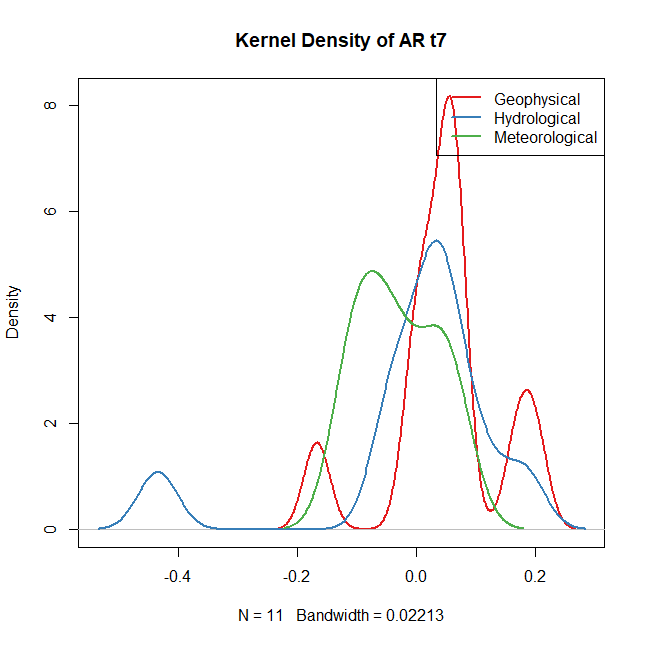 Kernel Density of AR t7
Geophysical
Hydrological
Meteorological
Density
8
6
4
2
0
-0.4 -0.2 0.0 0.2
N = 11 Bandwidth = 0.02213